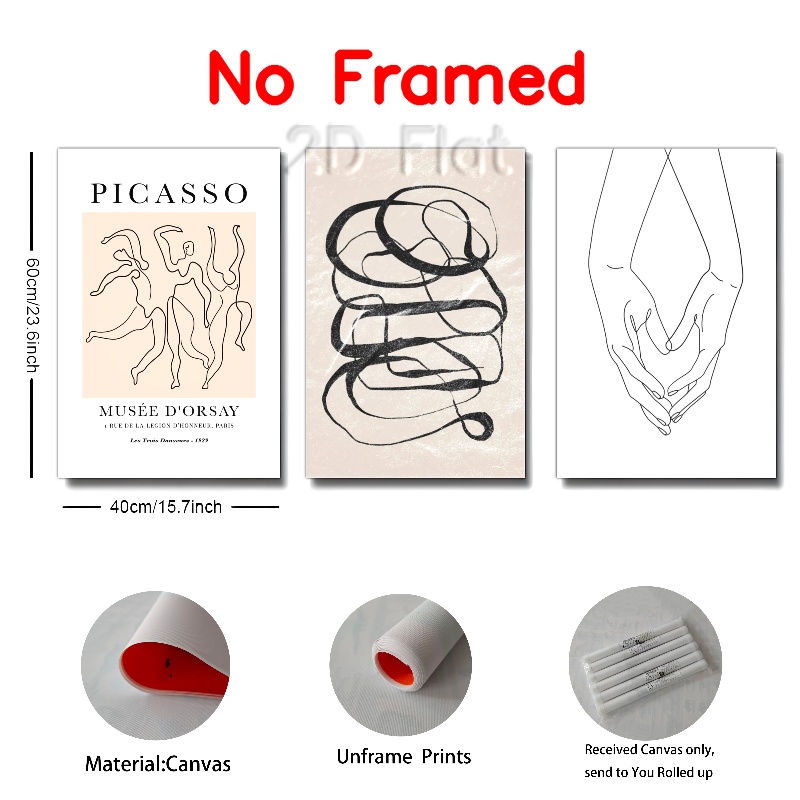 No Framed
2D Flat
60cm/23.6inch
PICASSO
MUSÉE D'ORSAY
1 RUE DE LA LEGION D'HONNEUR, PARIS
Les Trois Danseurs - 1929
40cm/15.7inch
Material:Canvas
Unframe Prints
Received Canvas only,
send to You Rolled up